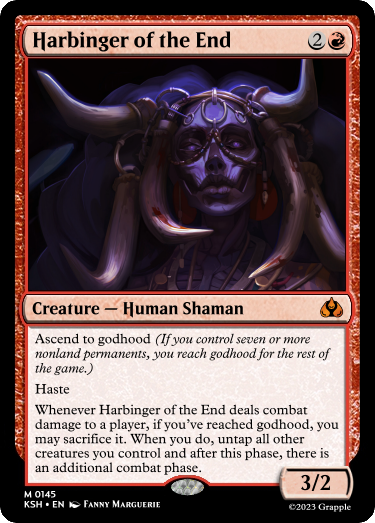 Harbinger of the End 2
Creature — Human Shaman
Ascend to godhood (If you control seven or more
nonland permanents, you reach godhood for the rest of
the game.)
Haste
Whenever Harbinger of the End deals combat
damage to a player, if you've reached godhood, you
may sacrifice it. When you do, untap all other
creatures you control and after this phase, there is
an additional combat phase.
3/2
M 0145
KSH • EN Fanny Marguerie
©2023 Grapple